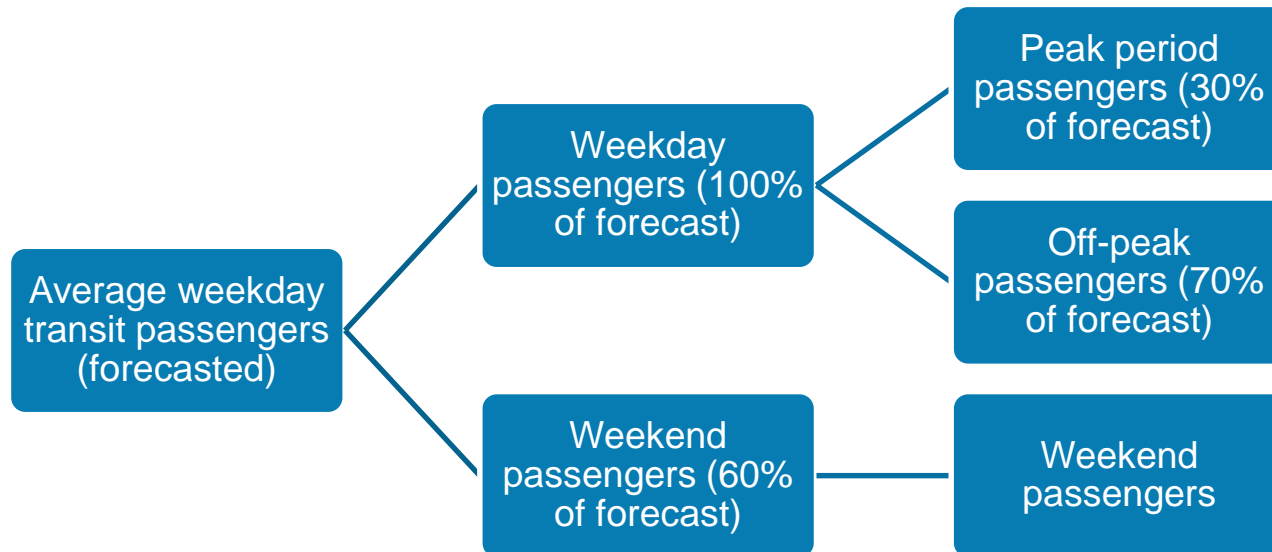 Average weekday
transit passengers
(forecasted)
Weekday
passengers (100%
of forecast)
Peak period
passengers (30%
of forecast)
Off-peak
passengers (70%
of forecast)
Weekend
passengers (60%
of forecast)
Weekend
passengers